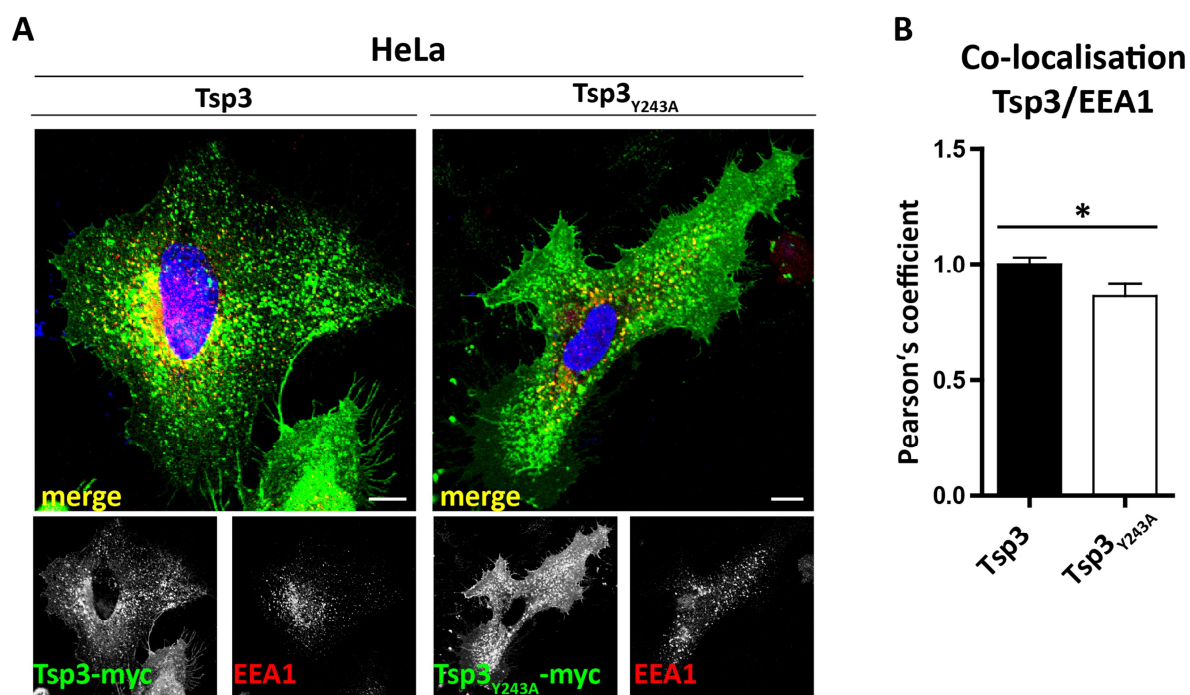 A
HeLa
Tsp3
Tsp3Y243A
merge
merge
Tsp3-myc
EEA1
Tsp3Y243A-myc
EEA1
B
Co-localisation
Tsp3/EEA1
1.5
1.0
0.5
0.0
Pearson‘s coefficient
*
Tsp3
Tsp3Y243A